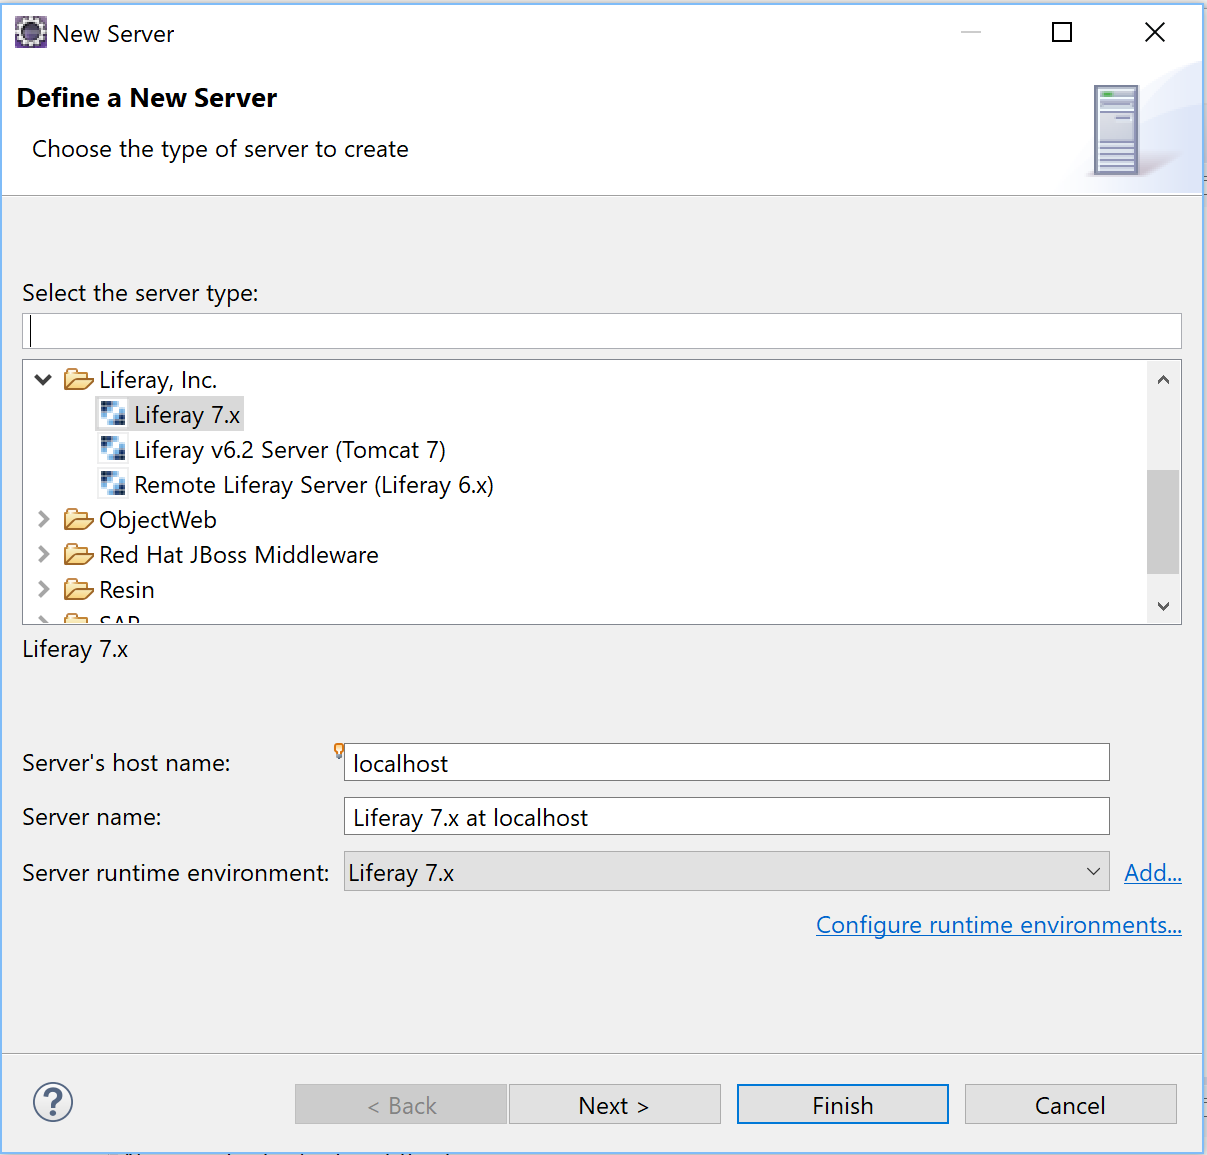 New Server
Define a New Server
Choose the type of server to create
Select the server type:
Liferay, Inc.
Liferay 7.x
Liferay v6.2 Server (Tomcat 7)
Remote Liferay Server (Liferay 6.x)
ObjectWeb
Red Hat JBoss Middleware
Resin
SAP
Liferay 7.x
Server's host name: localhost
Server name: Liferay 7.x at localhost
Server runtime environment: Liferay 7.x Add...
Configure runtime environments...
? < Back Next > Finish Cancel